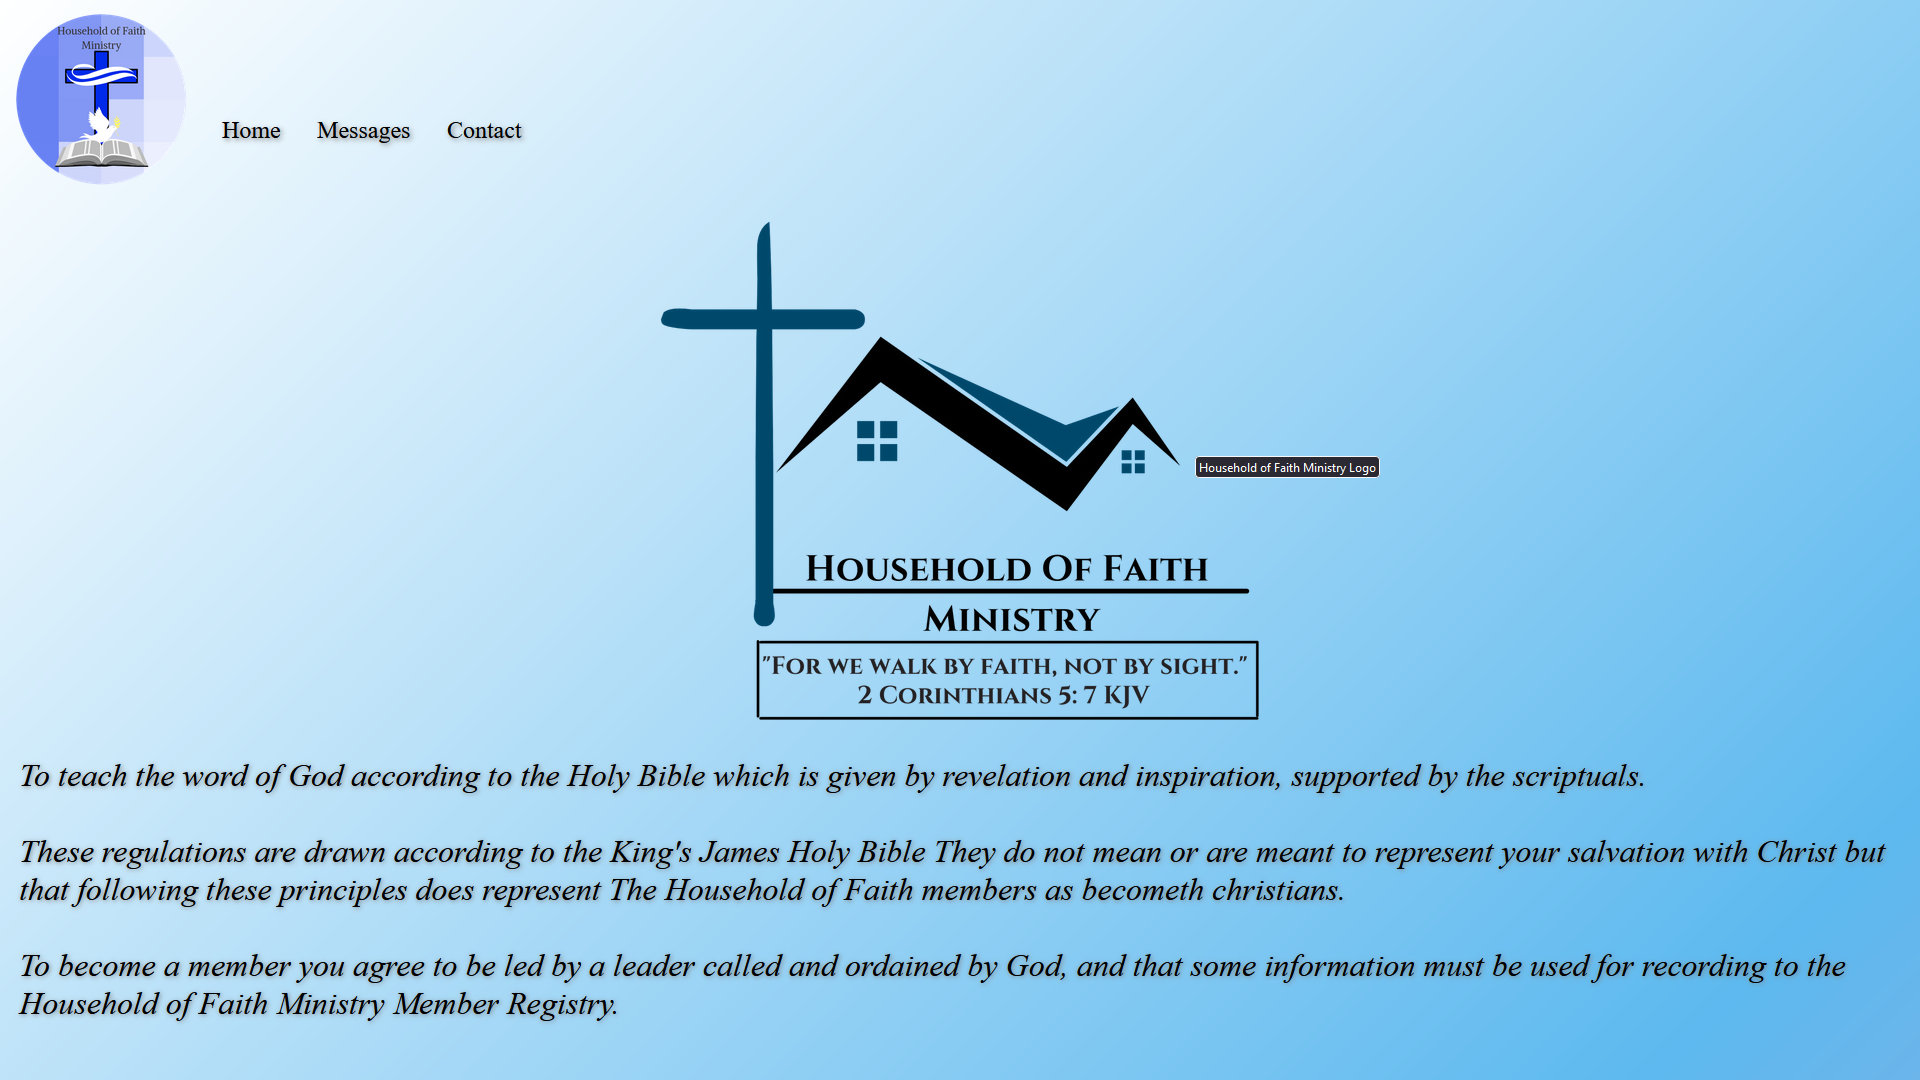 Household of Faith
Ministry
Home Messages Contact
Household of Faith Ministry Logo
Household Of Faith
Ministry
"For we walk by faith, not by sight."
2 Corinthians 5: 7 KJV
To teach the word of God according to the Holy Bible which is given by revelation and inspiration, supported by the scriptuals.
These regulations are drawn according to the King's James Holy Bible They do not mean or are meant to represent your salvation with Christ but
that following these principles does represent The Household of Faith members as becometh christians.
To become a member you agree to be led by a leader called and ordained by God, and that some information must be used for recording to the
Household of Faith Ministry Member Registry.